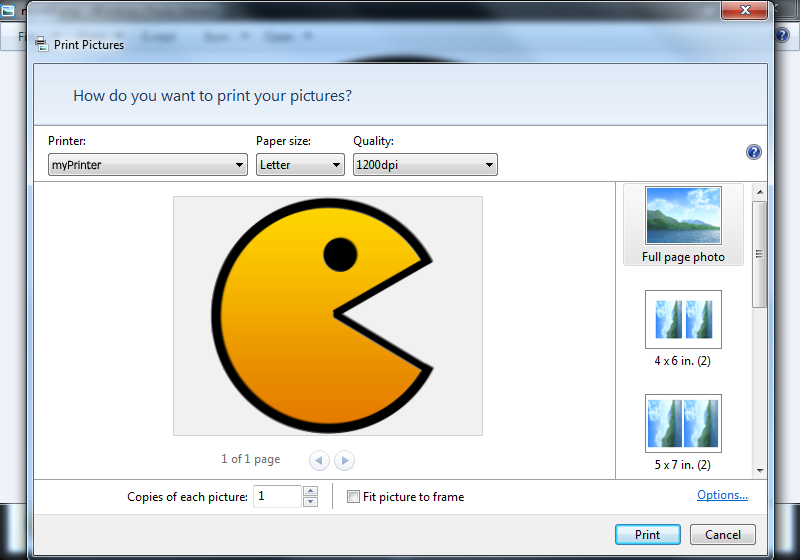 Print Pictures
How do you want to print your pictures?
Printer: Paper size: Quality:
myPrinter Letter 1200dpi
Full page photo
4 x 6 in. (2)
5 x 7 in. (2)
1 of 1 page
Copies of each picture: 1 Fit picture to frame Options...
Print Cancel